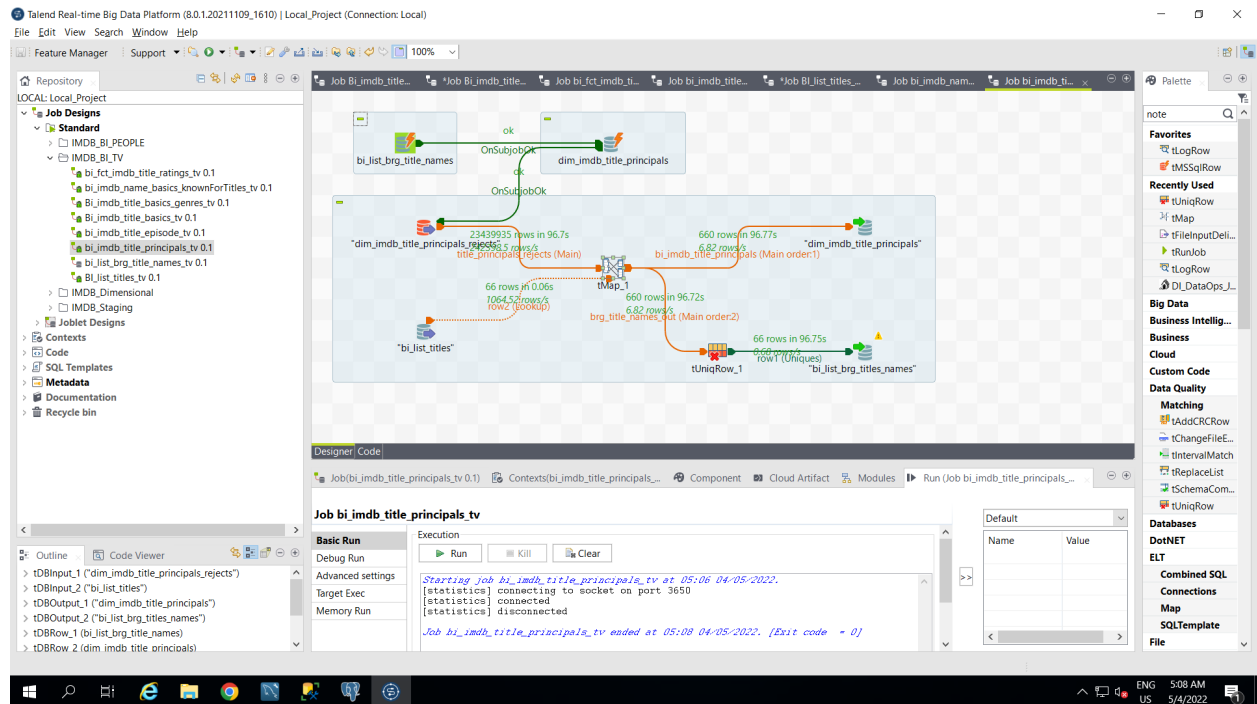 Talend Real-time Big Data Platform (8.0.1.20211109_1610) | Local_Project (Connection: Local)
File Edit View Search Window Help
Feature Manager Support 100%
Repository
LOCAL: Local_Project
Job Designs
Standard
IMDB_BI_PEOPLE
IMDB_BI_TV
bi_fct_imdb_title_ratings_tv 0.1
bi_imdb_name_basics_knownForTitles_tv 0.1
Bi_imdb_title_basics_genres_tv 0.1
Bi_imdb_title_basics_tv 0.1
bi_imdb_title_episode_tv 0.1
bi_imdb_title_principals_tv 0.1
bi_list_brg_title_names_tv 0.1
BI_list_titles_tv 0.1
IMDB_Dimensional
IMDB_Staging
Joblet Designs
Contexts
Code
SQL Templates
Metadata
Documentation
Recycle bin
Outline Code Viewer
tDBInput_1 ("dim_imdb_title_principals_rejects")
tDBInput_2 ("bi_list_titles")
tDBOutput_1 ("dim_imdb_title_principals")
tDBOutput_2 ("bi_list_brg_titles_names")
tDBRow_1 (bi_list_brg_title_names)
tDBRow_2 (dim_imdb_title_principals)
Job Bi_imdb_title... *Job Bi_imdb_title... Job bi_fct_imdb_ti... Job bi_imdb_title... *Job BI_list_titles_... Job bi_imdb_nam... Job bi_imdb_ti...
ok
OnSubjobOk
bi_list_brg_title_names
dim_imdb_title_principals
ok
OnSubjobOk
23439935 rows in 96.7s
"dim_imdb_title_principals_rejects"
title_principals_rejects (Main)
660 rows in 96.77s
6.82 rows/s
"dim_imdb_title_principals"
bi_imdb_title_principals (Main order:1)
tMap_1
66 rows in 0.06s
1064.52 rows/s
row2 (Lookup)
660 rows in 96.72s
6.82 rows/s
brg_title_names_out (Main order:2)
"bi_list_titles"
66 rows in 96.75s
0.68 rows/s
row1 (Uniques)
tUniqRow_1
"bi_list_brg_titles_names"
Designer Code
Job(bi_imdb_title_principals_tv 0.1) Contexts(bi_imdb_title_principals_... Component Cloud Artifact Modules Run (Job bi_imdb_title_principals_...
Job bi_imdb_title_principals_tv
Basic Run
Debug Run
Advanced settings
Target Exec
Memory Run
Execution
Run Kill Clear
Starting job bi_imdb_title_principals_tv at 05:06 04/05/2022.
[statistics] connecting to socket on port 3650
[statistics] connected
[statistics] disconnected
Job bi_imdb_title_principals_tv ended at 05:08 04/05/2022. [Exit code = 0]
>>
Default
Name Value
Palette
note
Favorites
tLogRow
tMSSqlRow
Recently Used
tUniqRow
tMap
tFileInputDeli...
tRunJob
tLogRow
DI_DataOps_J...
Big Data
Business Intellig...
Business
Cloud
Custom Code
Data Quality
Matching
tAddCRCRow
tChangeFileE...
tIntervalMatch
tReplaceList
tSchemaCom...
tUniqRow
Databases
DotNET
ELT
Combined SQL
Connections
Map
SQLTemplate
File
ENG
US
5:08 AM
5/4/2022
1